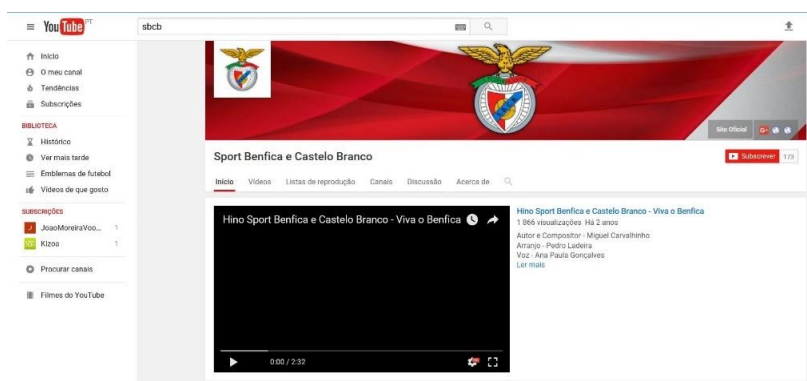 YouTube PT
sbcb
Início
O meu canal
Tendências
Subscrições
BIBLIOTECA
Histórico
Ver mais tarde
Emblemas de futebol
Vídeos de que gosto
SUBSCRIÇÕES
JoaoMoreiraVoo... 1
Kizoa 1
Procurar canais
Filmes do YouTube
Site Oficial
Sport Benfica e Castelo Branco
Subscrever 173
Início Vídeos Listas de reprodução Canais Discussão Acerca de
Hino Sport Benfica e Castelo Branco - Viva o Benfica
0:00 / 2:32
Hino Sport Benfica e Castelo Branco - Viva o Benfica
1 866 visualizações Há 2 anos
Autor e Compositor - Miguel Carvalhinho
Arranjo - Pedro Ladeira
Voz - Ana Paula Gonçalves
Ler mais